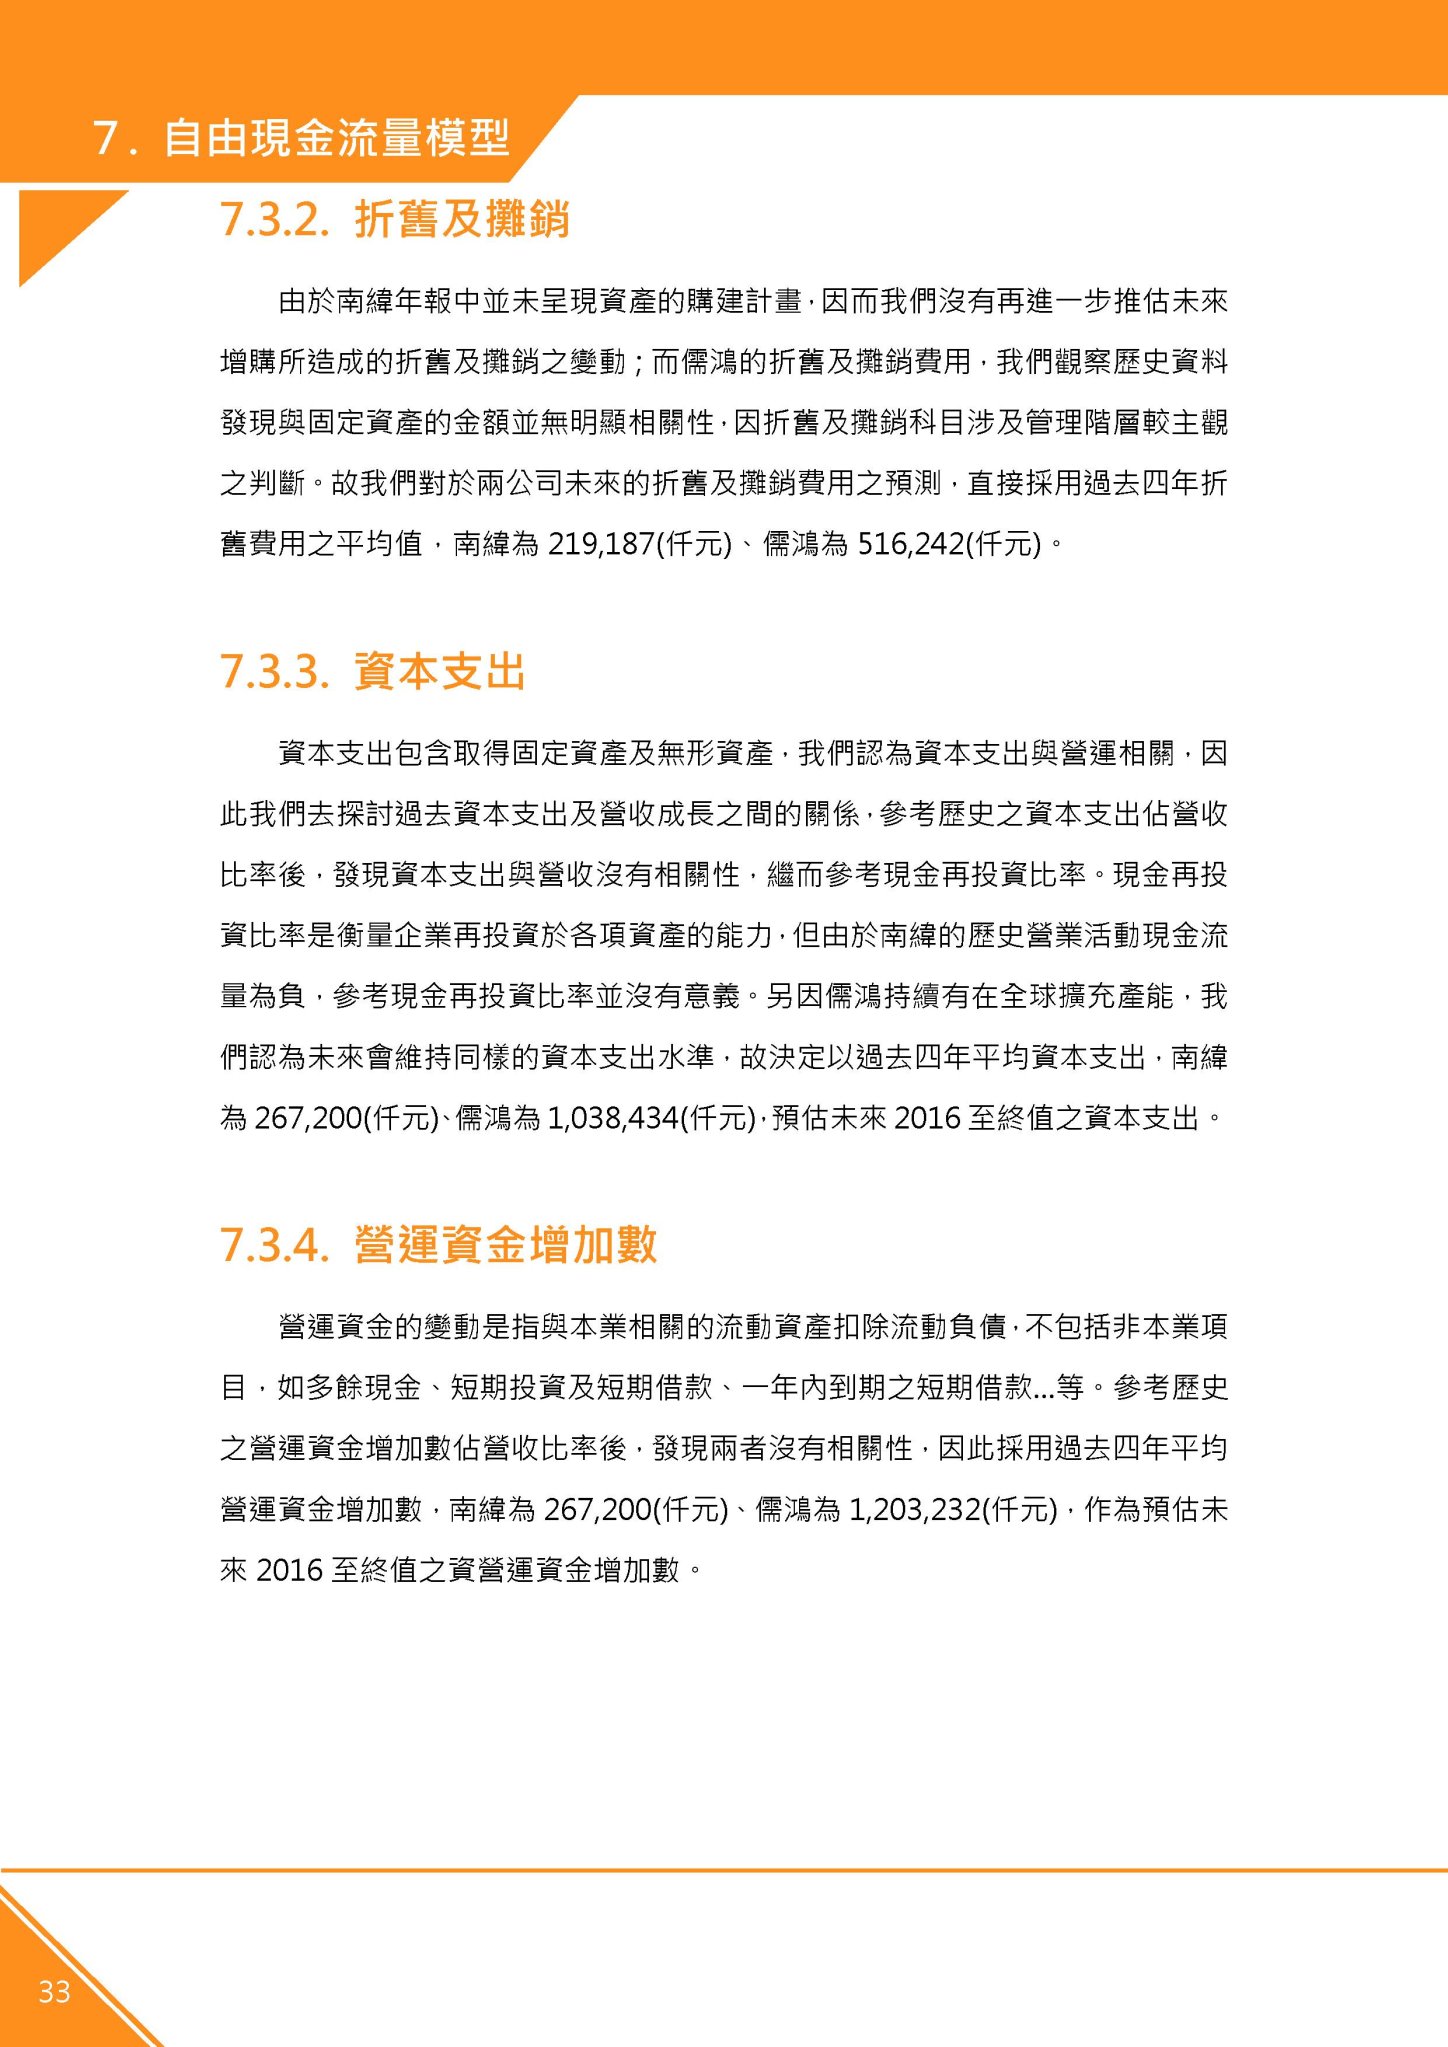 7. 自由現金流量模型
7.3.2. 折舊及攤銷
由於南緯年報中並未呈現資產的購建計畫，因而我們沒有再進一步推估未來
增購所造成的折舊及攤銷之變動；而儒鴻的折舊及攤銷費用，我們觀察歷史資料
發現與固定資產的金額並無明顯相關性，因折舊及攤銷科目涉及管理階層較主觀
之判斷。故我們對於兩公司未來的折舊及攤銷費用之預測，直接採用過去四年折
舊費用之平均值，南緯為 219,187(仟元)、儒鴻為 516,242(仟元)。
7.3.3. 資本支出
資本支出包含取得固定資產及無形資產，我們認為資本支出與營運相關，因
此我們去探討過去資本支出及營收成長之間的關係，參考歷史之資本支出佔營收
比率後，發現資本支出與營收沒有相關性，繼而參考現金再投資比率。現金再投
資比率是衡量企業再投資於各項資產的能力，但由於南緯的歷史營業活動現金流
量為負，參考現金再投資比率並沒有意義。另因儒鴻持續有在全球擴充產能，我
們認為未來會維持同樣的資本支出水準，故決定以過去四年平均資本支出，南緯
為 267,200(仟元)、儒鴻為 1,038,434(仟元)，預估未來 2016 至終值之資本支出。
7.3.4. 營運資金增加數
營運資金的變動是指與本業相關的流動資產扣除流動負債，不包括非本業項
目，如多餘現金、短期投資及短期借款、一年內到期之短期借款...等。參考歷史
之營運資金增加數佔營收比率後，發現兩者沒有相關性，因此採用過去四年平均
營運資金增加數，南緯為 267,200(仟元)、儒鴻為 1,203,232(仟元)，作為預估未
來 2016 至終值之資營運資金增加數。
33